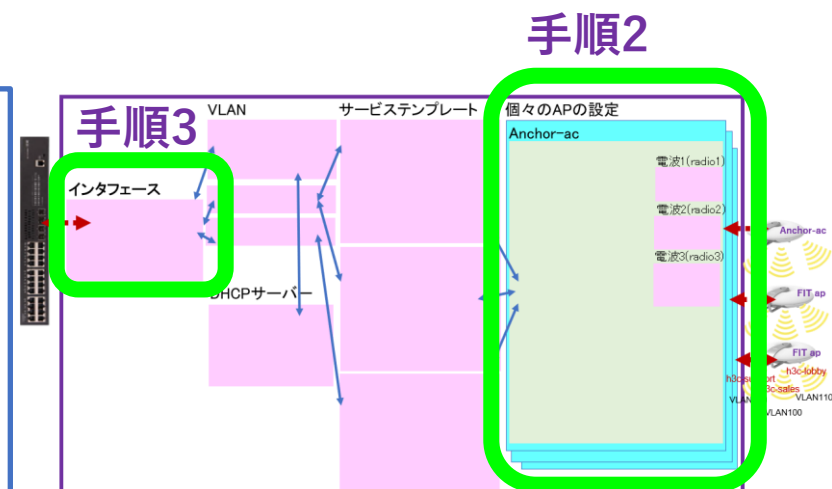 手順2
手順3
VLAN
サービステンプレート
個々のAPの設定
Anchor-ac
電波1(radio1)
インタフェース
電波2(radio2)
Anchor-ac
電波3(radio3)
DHCPサーバー
FIT ap
FIT ap
h3c-lobby
VLAN110
VLAN100